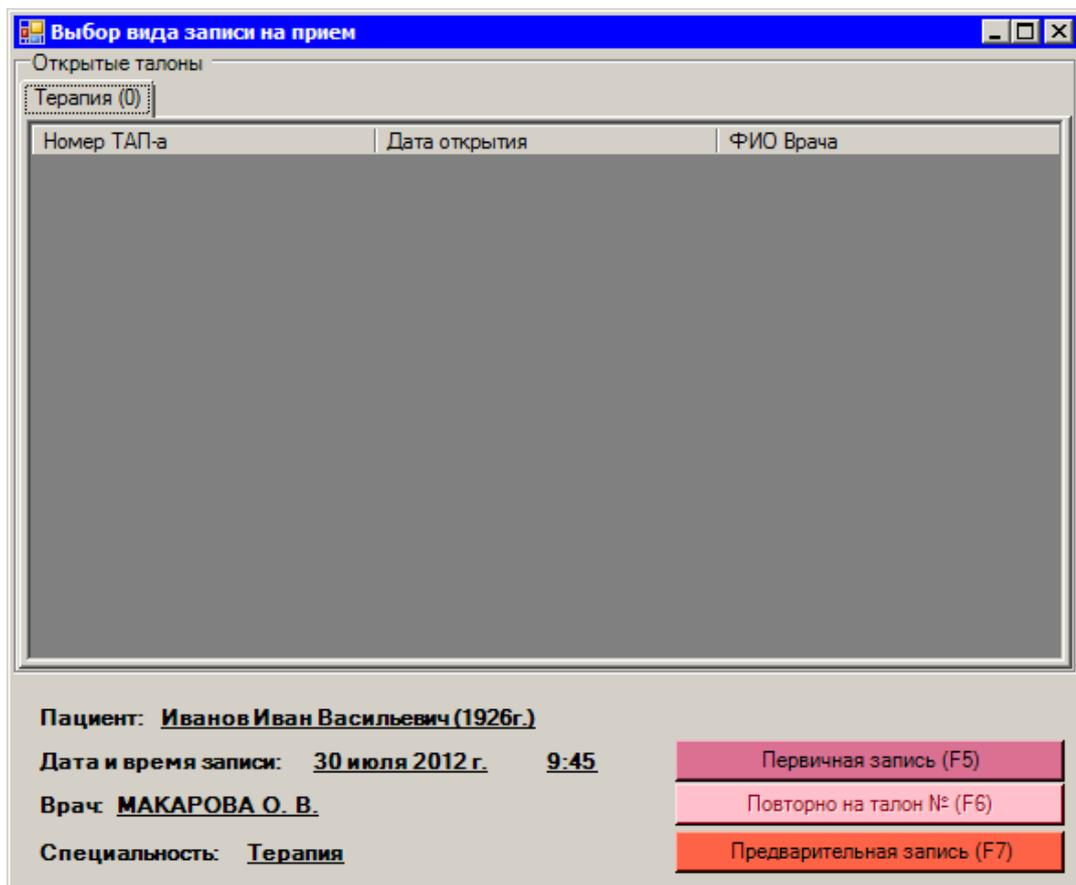 Выбор вида записи на прием
Открытые талоны
Терапия (0)
Номер ТАП-а Дата открытия ФИО Врача
Пациент: Иванов Иван Васильевич (1926г.)
Дата и время записи: 30 июля 2012 г. 9:45
Первичная запись (F5)
Врач: МАКАРОВА О. В.
Повторно на талон № (F6)
Специальность: Терапия
Предварительная запись (F7)